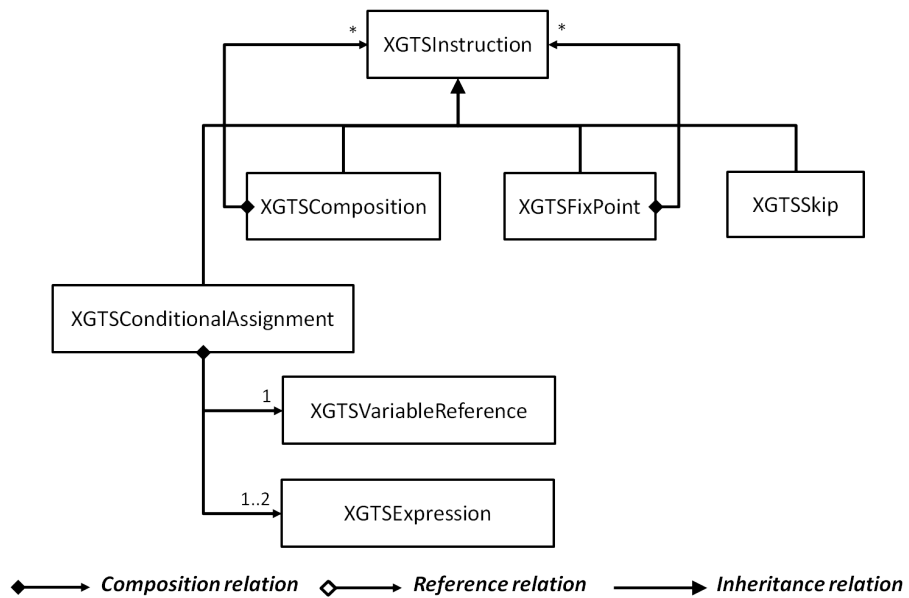 *
XGTSInstruction
*
XGTSComposition
XGTSFixPoint
XGTSSkip
XGTSConditionalAssignment
1
XGTSVariableReference
1..2
XGTSExpression
Composition relation
Reference relation
Inheritance relation